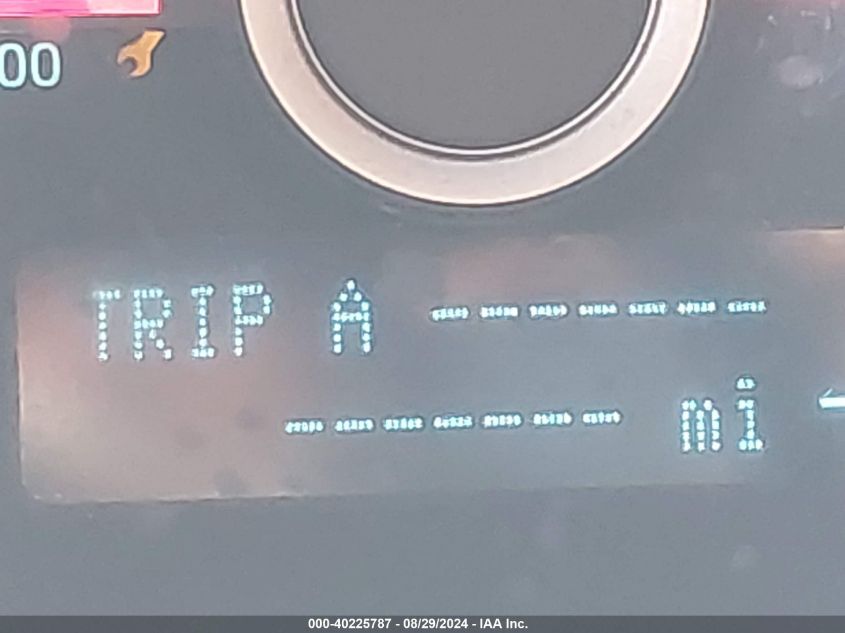 00
TRIP A -------
------- mi
000-40225787 - 08/29/2024 - IAA Inc.